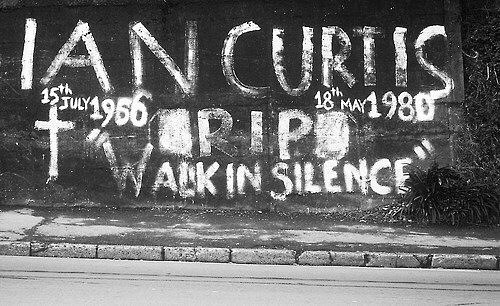 IAN CURTIS
15th JULY 1956 18th MAY 1980
RIP
"WALK IN SILENCE"